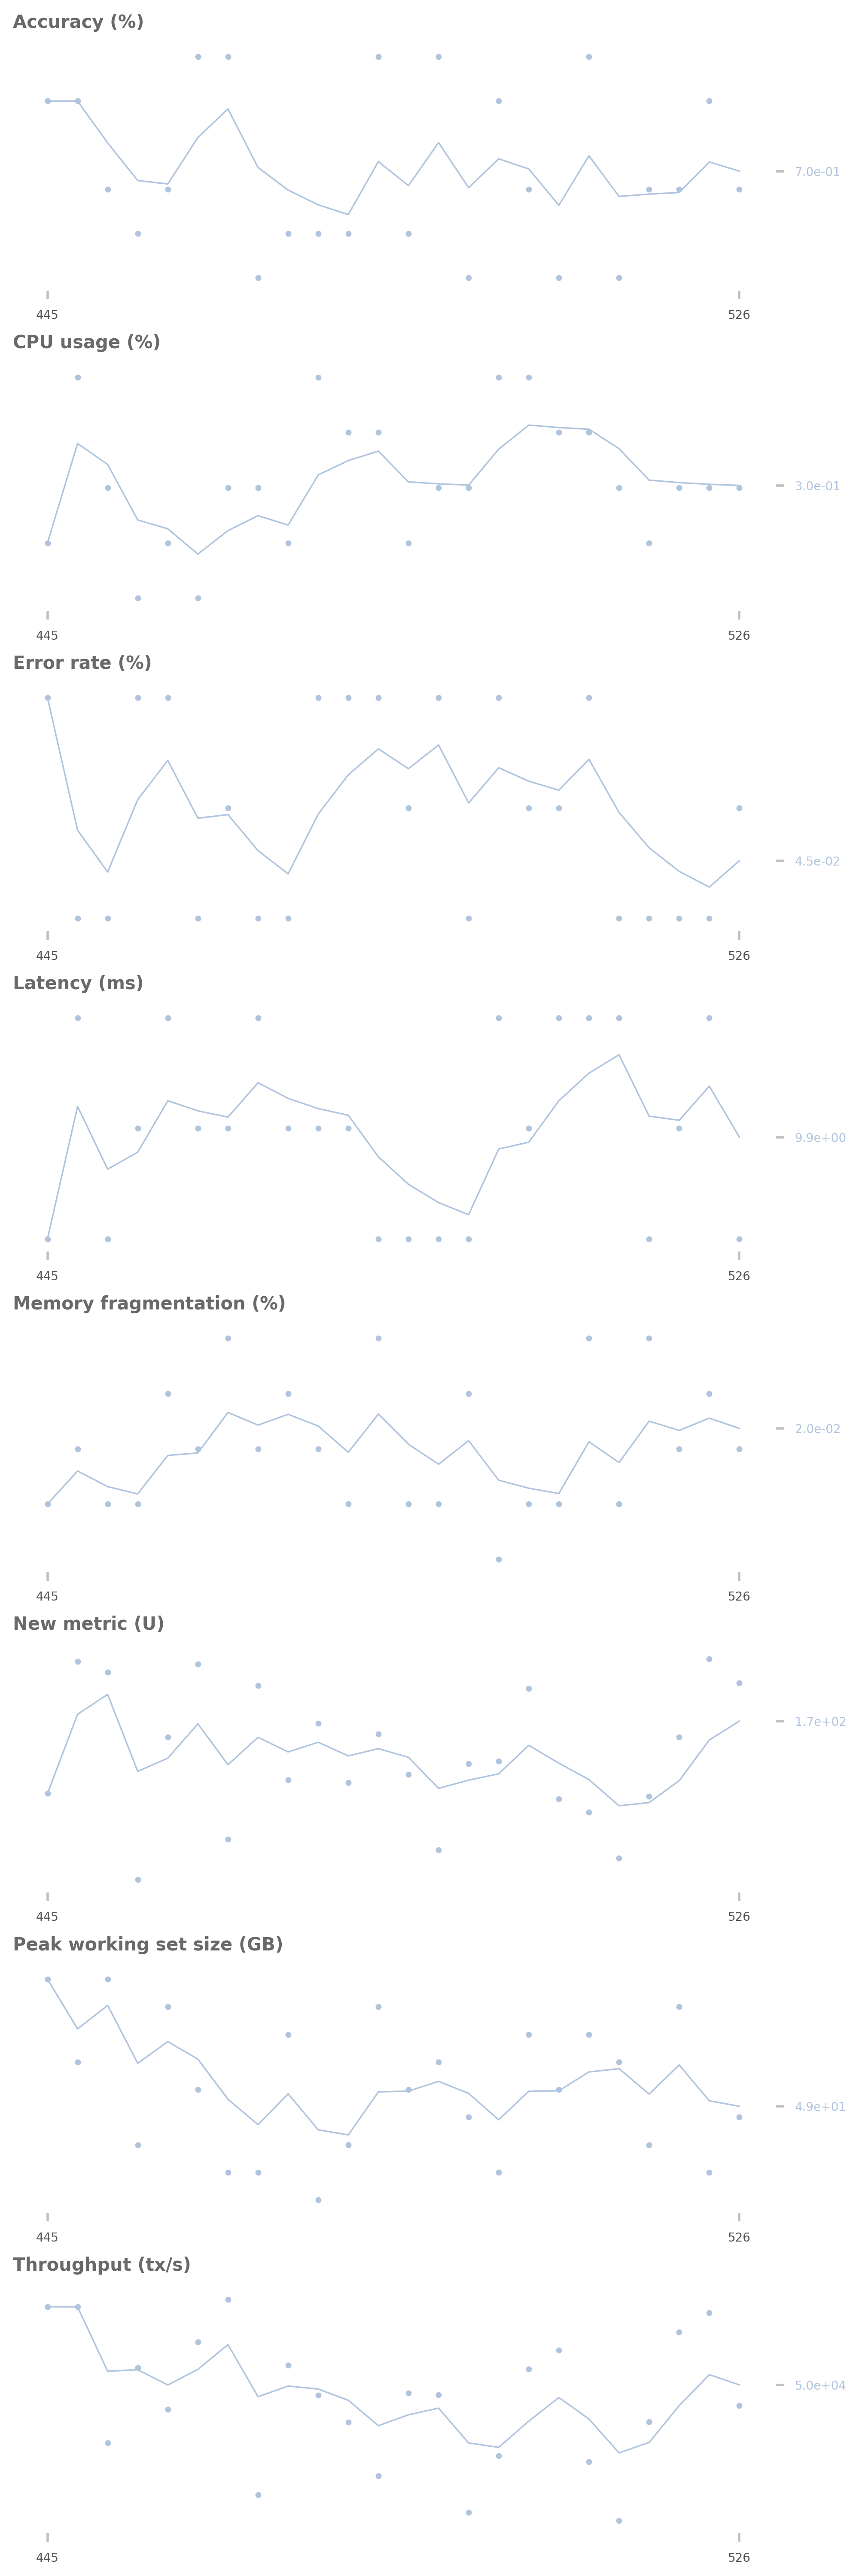 Accuracy (%)
7.0e-01
445 526
CPU usage (%)
3.0e-01
445 526
Error rate (%)
4.5e-02
445 526
Latency (ms)
9.9e+00
445 526
Memory fragmentation (%)
2.0e-02
445 526
New metric (U)
1.7e+02
445 526
Peak working set size (GB)
4.9e+01
445 526
Throughput (tx/s)
5.0e+04
445 526